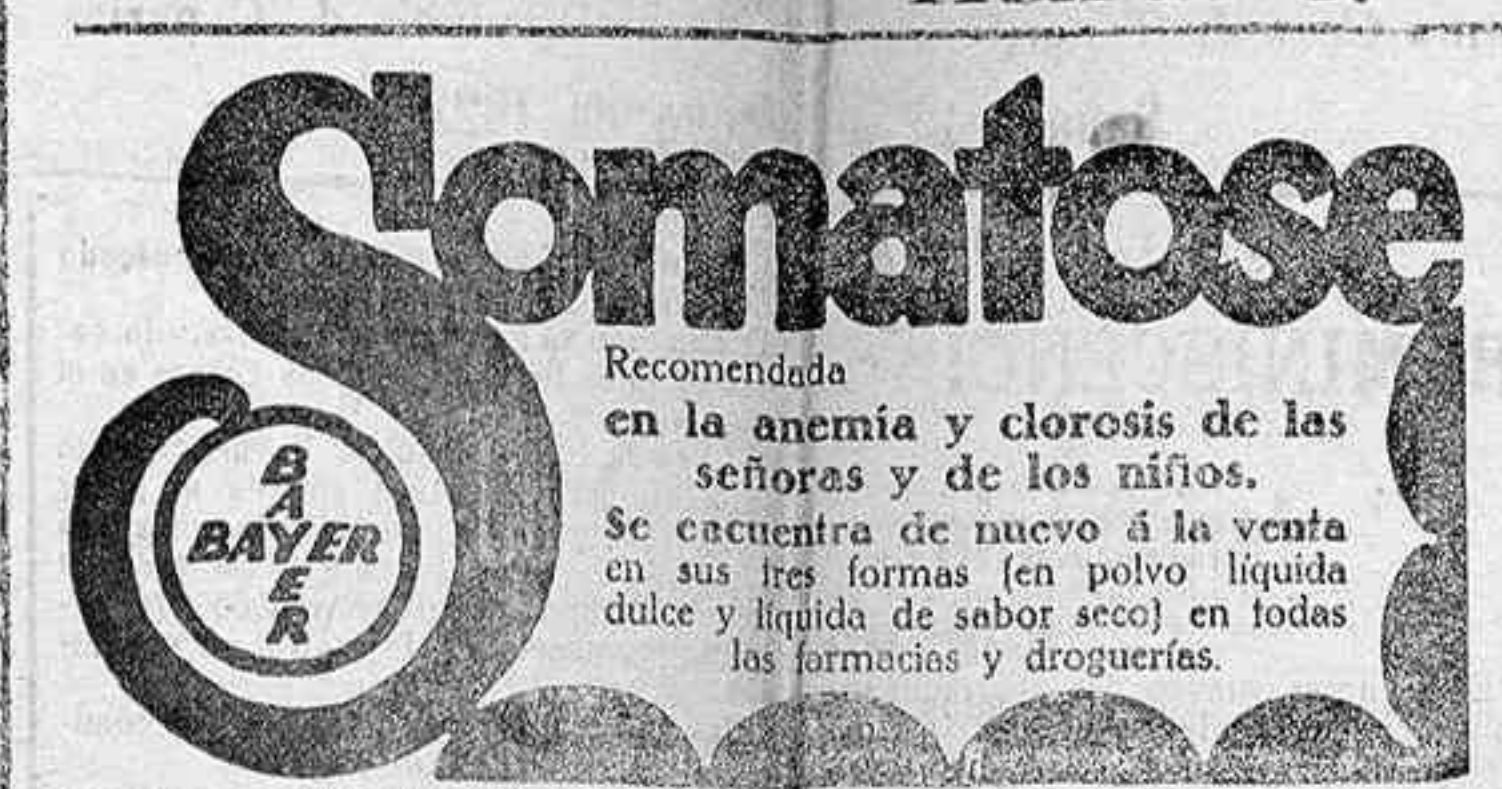 Somatose
BAYER
BAYER
Recomendada
en la anemia y clorosis de las
señoras y de los niños.
Se encuentra de nuevo á la venta
en sus tres formas (en polvo líquida
dulce y líquida de sabor seco) en todas
las farmacias y droguerías.